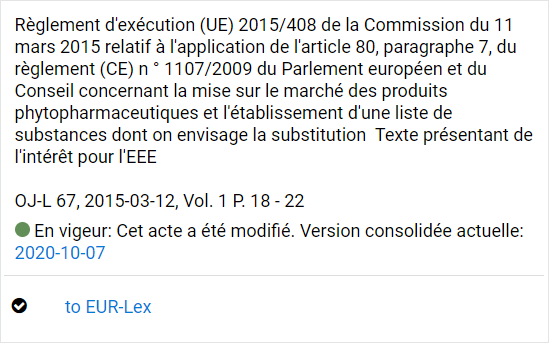 Règlement d'exécution (UE) 2015/408 de la Commission du 11
mars 2015 relatif à l'application de l'article 80, paragraphe 7, du
règlement (CE) n ° 1107/2009 du Parlement européen et du
Conseil concernant la mise sur le marché des produits
phytopharmaceutiques et l'établissement d'une liste de
substances dont on envisage la substitution  Texte présentant de
l'intérêt pour l'EEE
OJ-L 67, 2015-03-12, Vol. 1 P. 18 - 22
En vigeur: Cet acte a été modifié. Version consolidée actuelle:
2020-10-07
to EUR-Lex